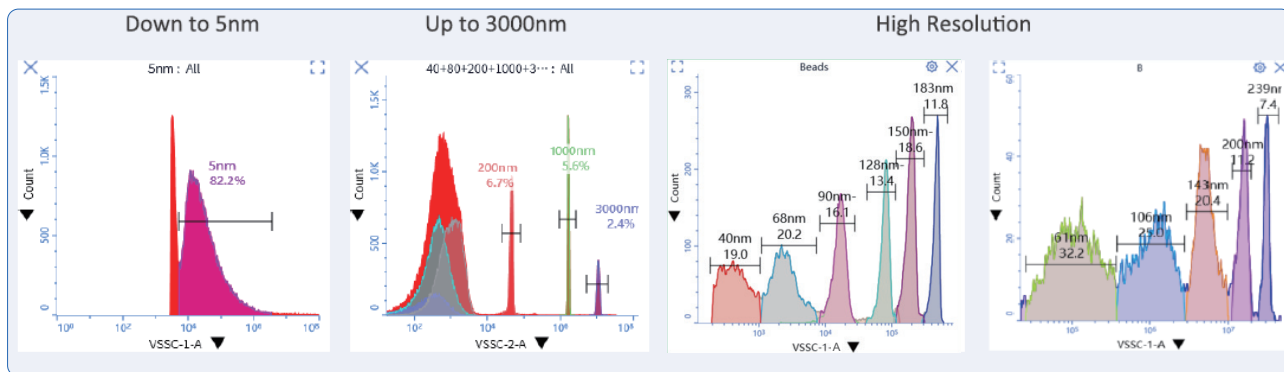 Down to 5nm
Up to 3000nm
High Resolution
5nm : All
1.5K
1.0K
500
0
Count
5nm
82.2%
10⁰
10²
10⁴
10⁶
10⁸
VSSC-1-A
40+80+200+1000+3⋯ : All
1.5K
1.0K
500
0
Count
200nm
6.7%
1000nm
5.6%
3000nm
2.4%
10²
10⁴
10⁶
10⁸
VSSC-2-A
Beads
300
200
100
0
Count
40nm
19.0
68nm
20.2
90nm-
16.1
128nm-
13.4
150nm-
18.6
183nm
11.8
10³
10⁴
10⁵
VSSC-1-A
B
60
40
20
0
Count
61nm
32.2
106nm
25.0
143nm
20.4
200nm
11.2
239nm
7.4
10⁵
10⁶
10⁷
VSSC-1-A